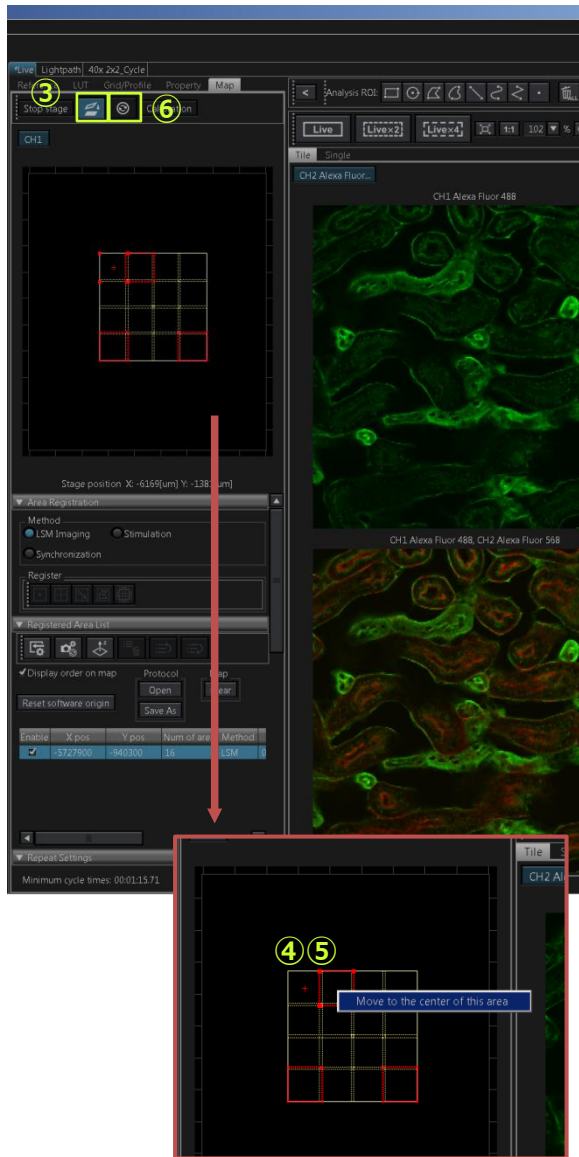 *Live Lightpath 40x 2x2_Cycle
LUT Grid/Profile Property Map
③ ⑥
Stop stage
CH1
Stage position X: -6169[um] Y: -1381[um]
Area Registration
Method
LSM Imaging Stimulation
Synchronization
Register
Registered Area List
Display order on map Protocol Map
Open Clear
Reset software origin
Save As
Enable X pos Y pos Num of area Method
-5727900 -940300 16 LSM 0
Repeat Settings
Minimum cycle times: 00:01:15.71
< Analysis ROI:
Live Live×2 Live×4 1:1 102 %
Tile Single
CH2 Alexa Fluor...
CH1 Alexa Fluor 488
CH1 Alexa Fluor 488, CH2 Alexa Fluor 568
Tile S
CH2 Al
④ ⑤
Move to the center of this area